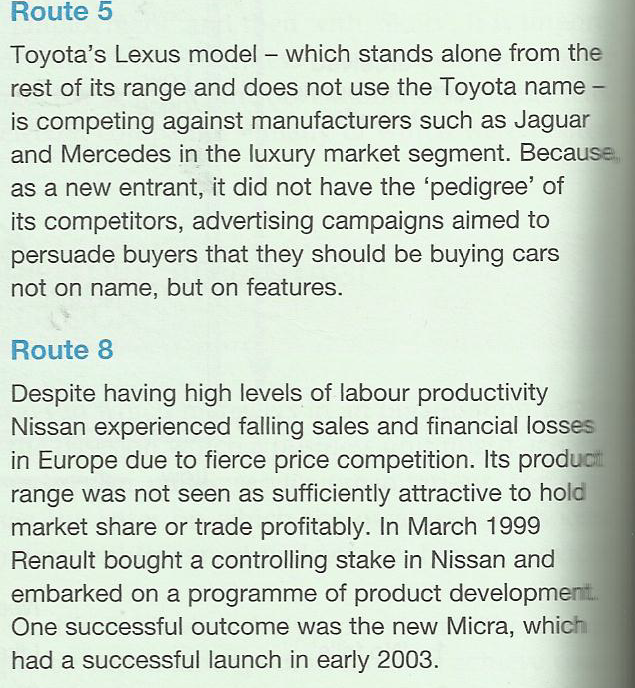 Route 5
Toyota's Lexus model – which stands alone from the
rest of its range and does not use the Toyota name –
is competing against manufacturers such as Jaguar
and Mercedes in the luxury market segment. Because,
as a new entrant, it did not have the 'pedigree' of
its competitors, advertising campaigns aimed to
persuade buyers that they should be buying cars
not on name, but on features.
Route 8
Despite having high levels of labour productivity
Nissan experienced falling sales and financial losses
in Europe due to fierce price competition. Its product
range was not seen as sufficiently attractive to hold
market share or trade profitably. In March 1999
Renault bought a controlling stake in Nissan and
embarked on a programme of product development.
One successful outcome was the new Micra, which
had a successful launch in early 2003.